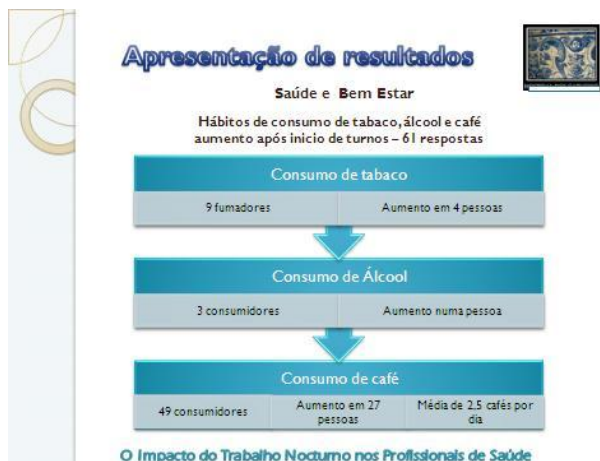 Apresentação de resultados
Saúde e Bem Estar
Hábitos de consumo de tabaco, álcool e café
aumento após inicio de turnos – 61 respostas
Consumo de tabaco
9 fumadores
Aumento em 4 pessoas
Consumo de Álcool
3 consumidores
Aumento numa pessoa
Consumo de café
49 consumidores
Aumento em 27
pessoas
Média de 2,5 cafés por
dia
O Impacto do Trabalho Nocturno nos Profissionais de Saúde